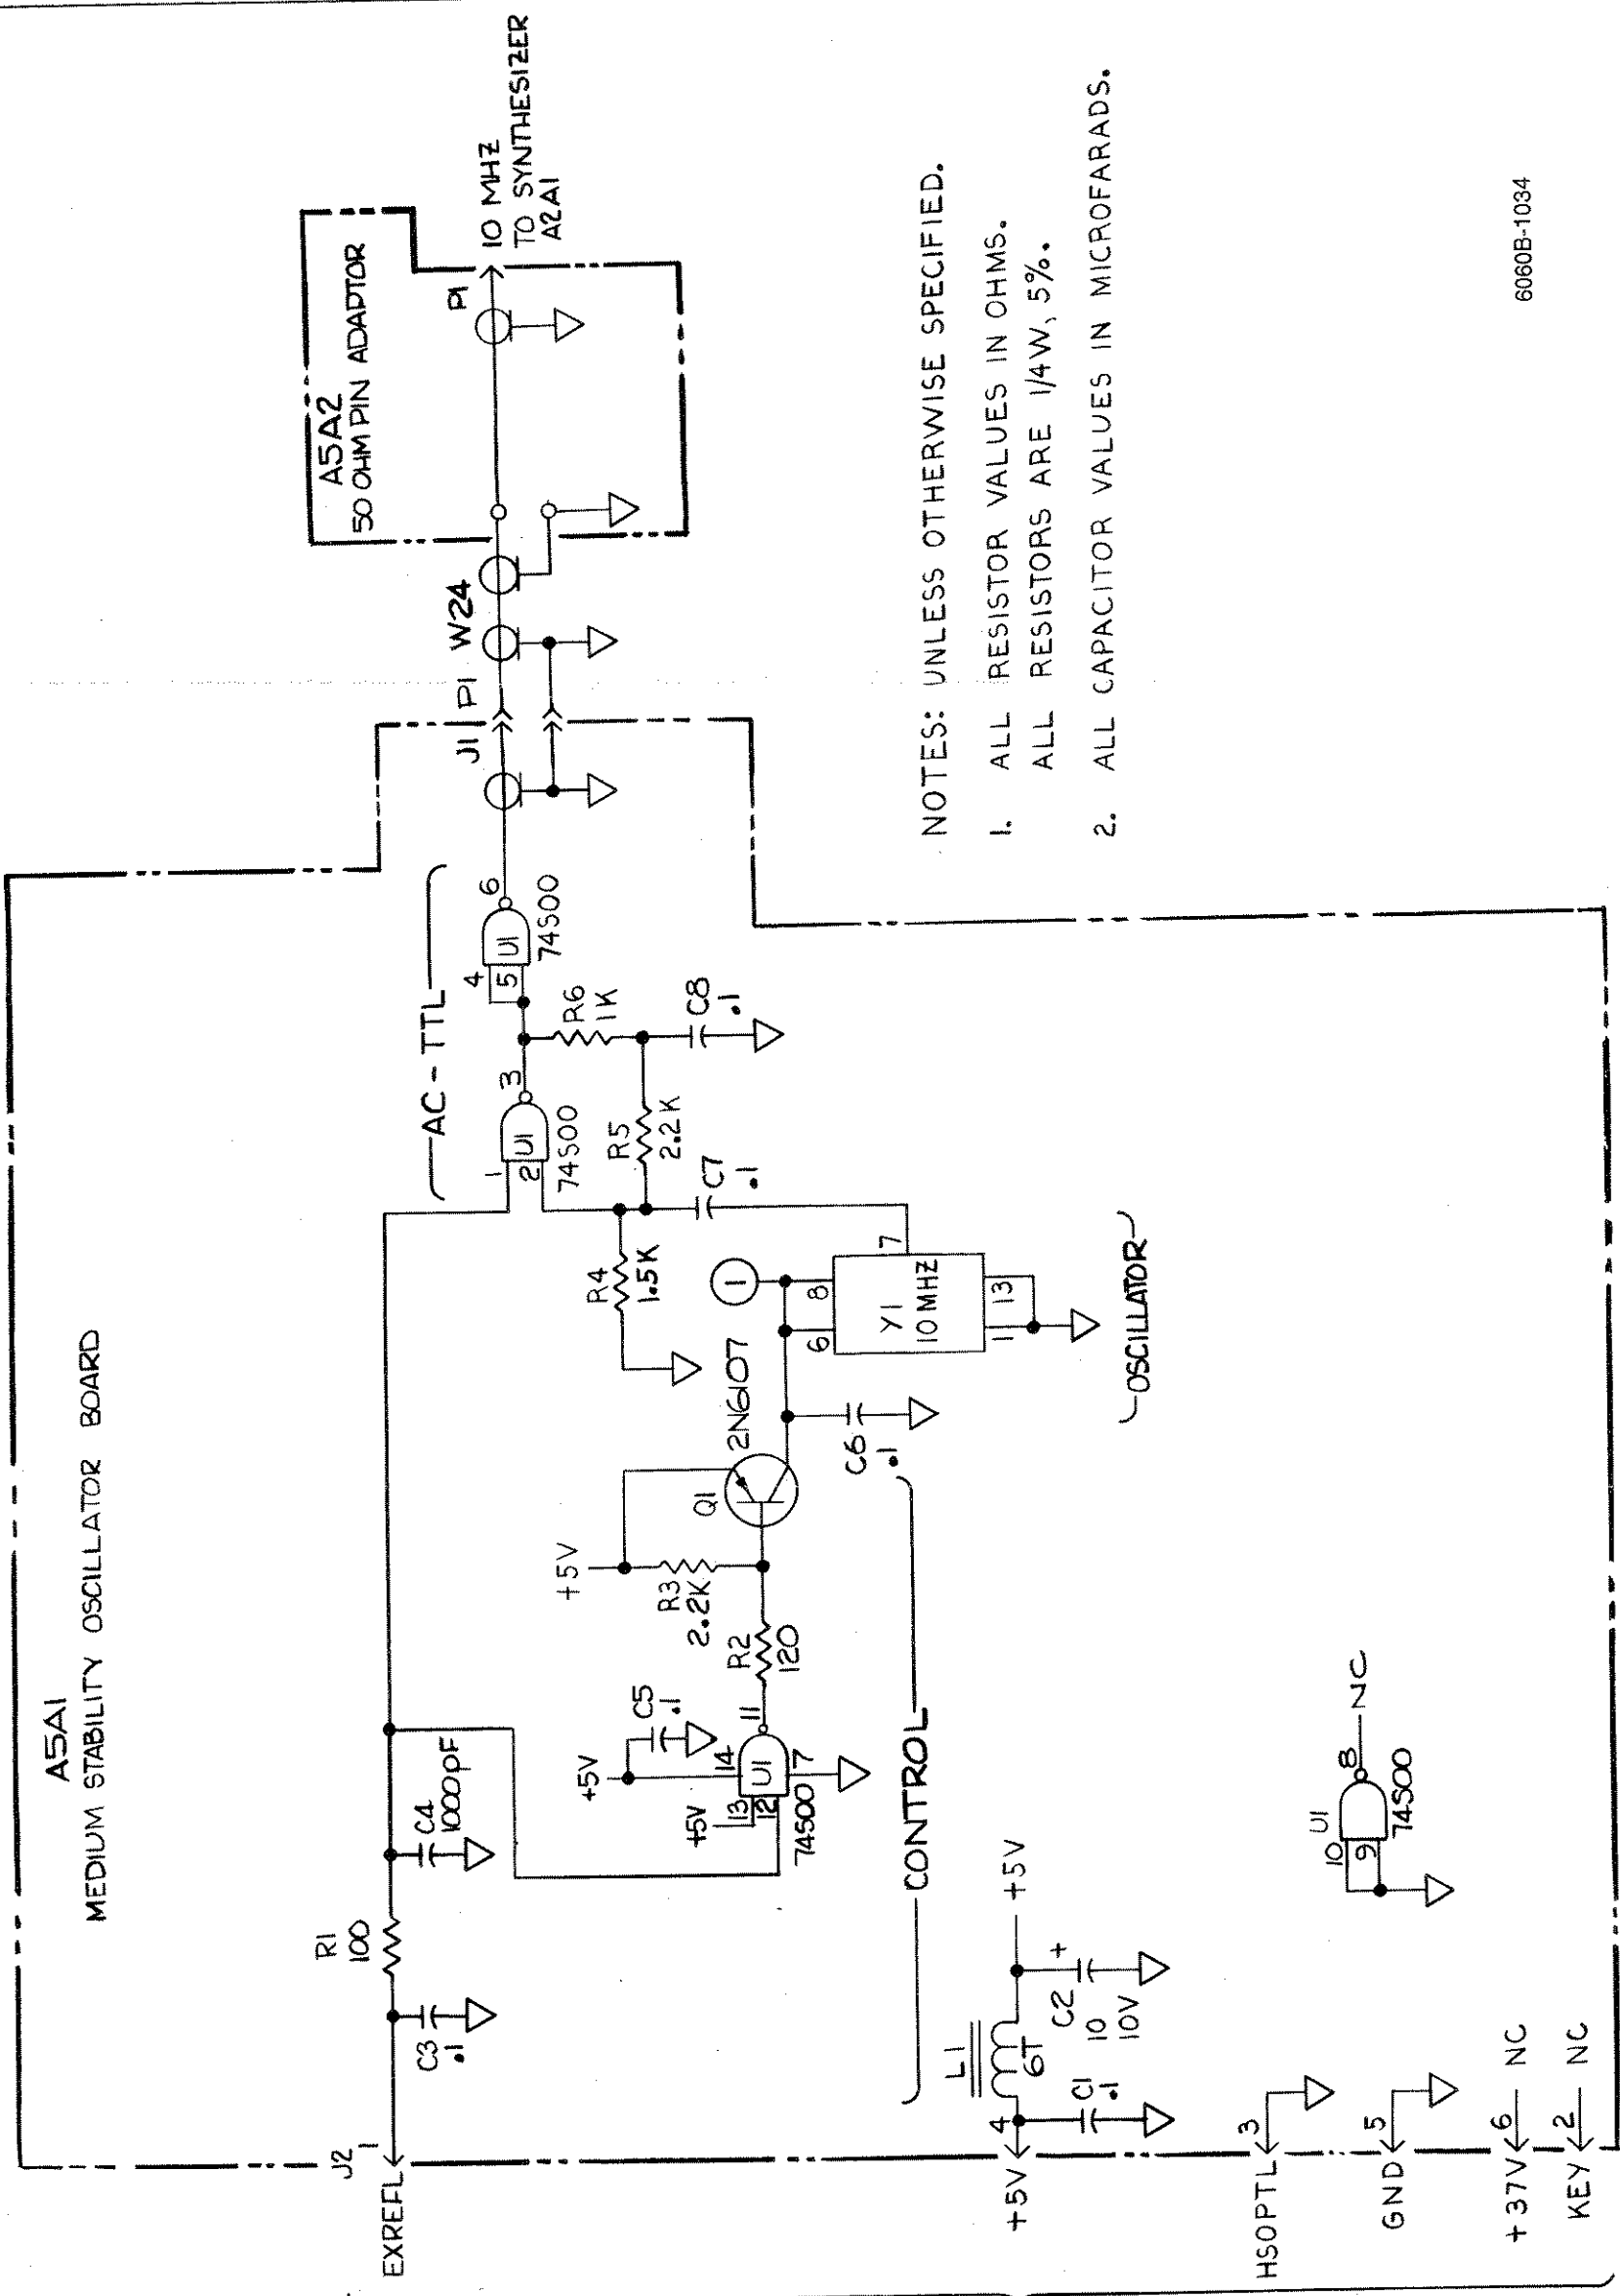 A5A1
MEDIUM STABILITY OSCILLATOR BOARD
J2
1
EXREFL
C3
.1
R1
100
C4
1000pF
+5V
C5
.1
+5V
13
12
14
U1
7
11
74S00
R2
120
R3
2.2K
+5V
Q1
2N6107
C6
.1
CONTROL
1
6
8
Y1
10MHZ
7
1
13
OSCILLATOR
R4
1.5K
C7
.1
R5
2.2K
AC-TTL
1
2
U1
3
74S00
R6
1K
C8
.1
4
5
U1
6
74S00
J1
P1
W24
A5A2
50 OHM PIN ADAPTOR
P1
10 MHZ
TO SYNTHESIZER
A2A1
+5V
4
C1
.1
L1
6T
C2
+
10
10V
+5V
HSOPTL
3
GND
5
+37V
6
NC
KEY
2
NC
U1
10
9
8
NC
74S00
NOTES: UNLESS OTHERWISE SPECIFIED.
1. ALL RESISTOR VALUES IN OHMS.
ALL RESISTORS ARE 1/4W, 5%.
2. ALL CAPACITOR VALUES IN MICROFARADS.
6060B-1034